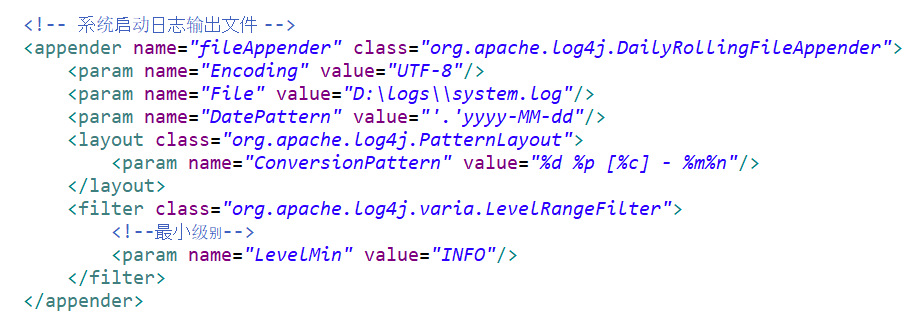 <!-- 系统启动日志输出文件 -->
<appender name="fileAppender" class="org.apache.log4j.DailyRollingFileAppender">
    <param name="Encoding" value="UTF-8"/>
    <param name="File" value="D:\logs\\system.log"/>
    <param name="DatePattern" value="'.'yyyy-MM-dd"/>
    <layout class="org.apache.log4j.PatternLayout">
        <param name="ConversionPattern" value="%d %p [%c] - %m%n"/>
    </layout>
    <filter class="org.apache.log4j.varia.LevelRangeFilter">
        <!--最小级别-->
        <param name="LevelMin" value="INFO"/>
    </filter>
</appender>